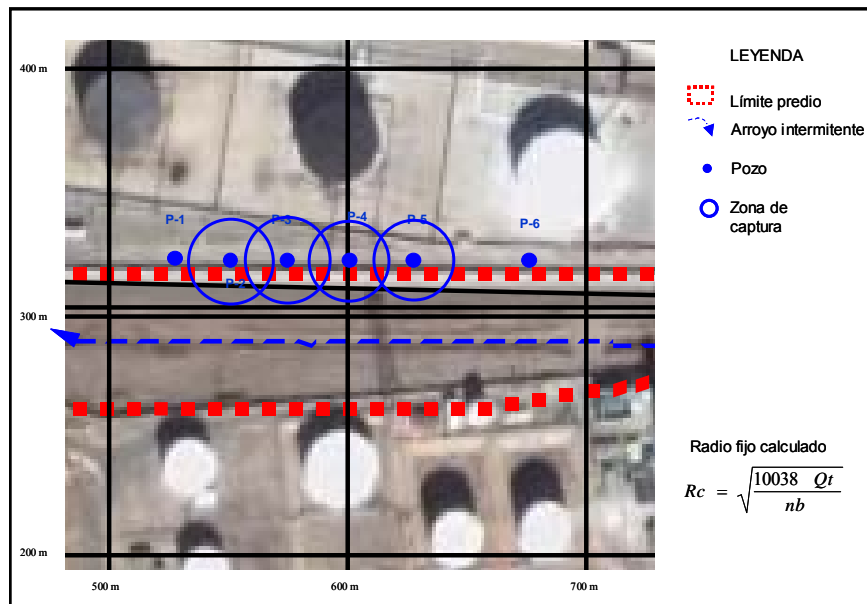 LEYENDA
Límite predio
Arroyo intermitente
Pozo
Zona de
captura
400 m
P-1
P-3
P-4
P-5
P-6
P-2
300 m
200 m
500 m
600 m
700 m
Radio fijo calculado
Rc = √(10038 Qt / nb)